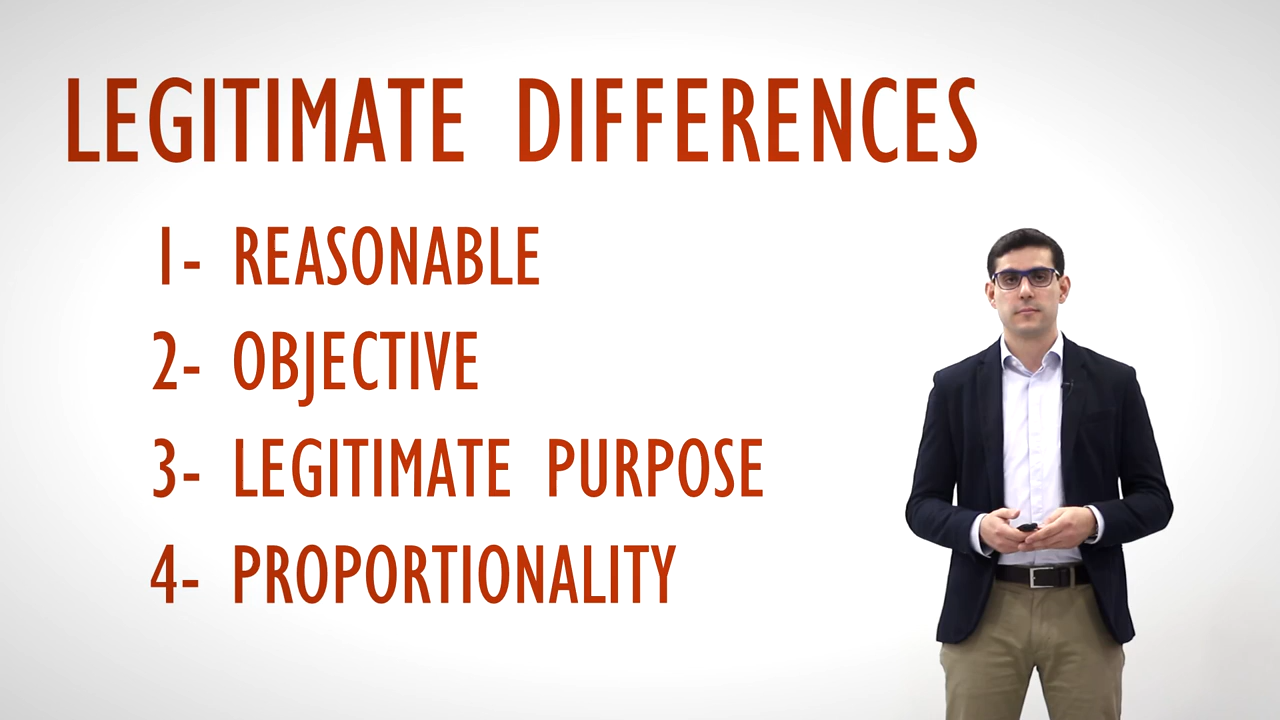 LEGITIMATE DIFFERENCES
1- REASONABLE
2- OBJECTIVE
3- LEGITIMATE PURPOSE
4- PROPORTIONALITY